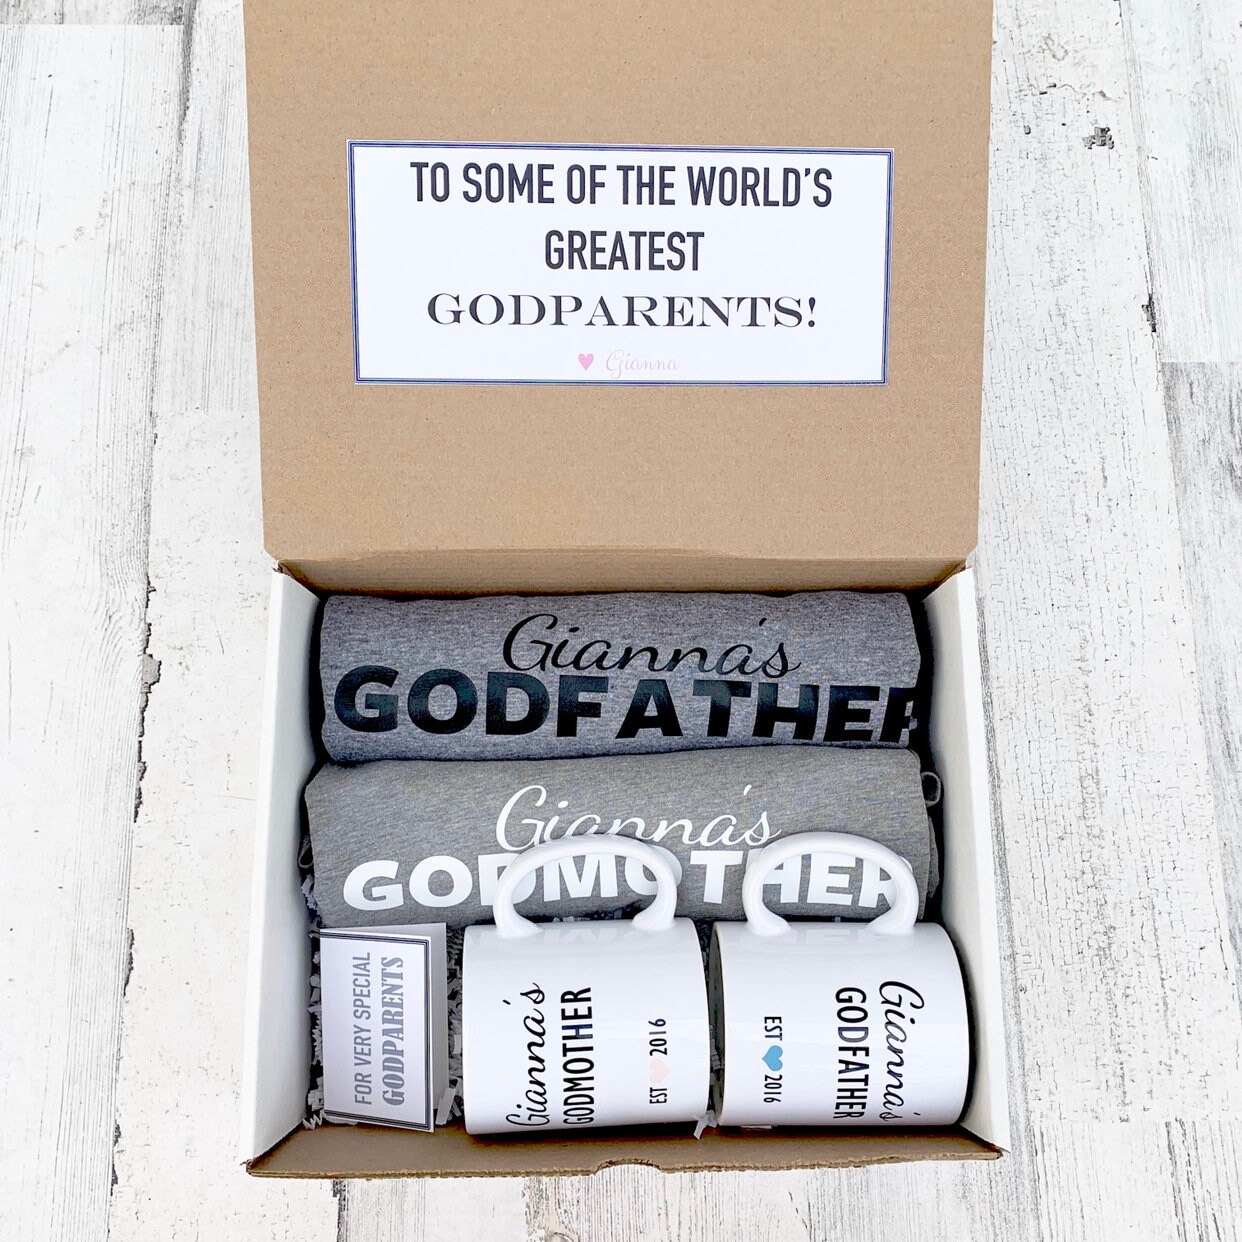 TO SOME OF THE WORLD'S
GREATEST
GODPARENTS!
Gianna
Gianna's
GODFATHER
Gianna's
GODMOTHER
FOR VERY SPECIAL
GODPARENTS
Gianna's
GODMOTHER
EST 2016
Gianna's
GODFATHER
EST 2016